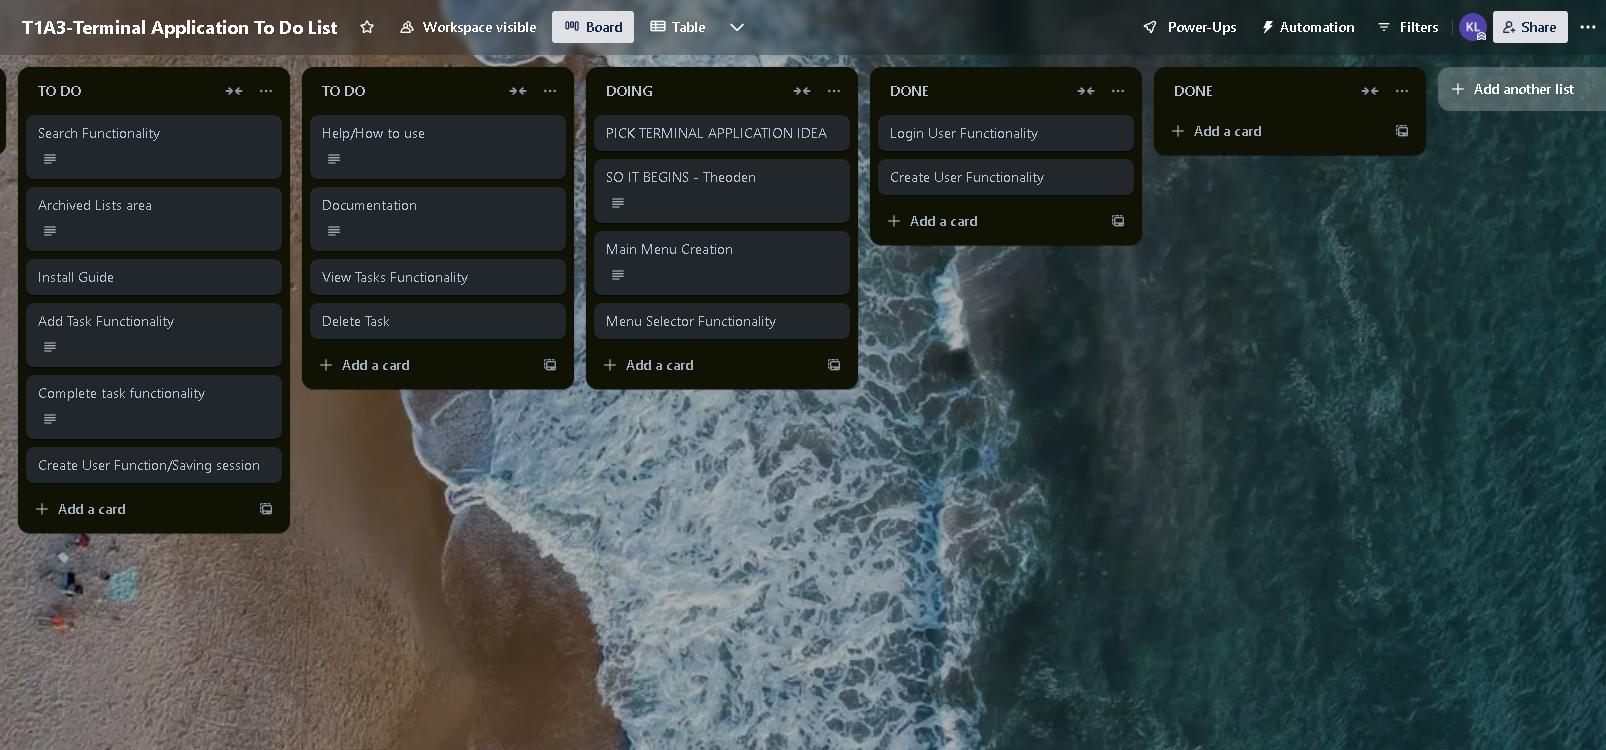 T1A3-Terminal Application To Do List
Workspace visible
Board
Table
Power-Ups
Automation
Filters
KL
Share
TO DO
Search Functionality
Archived Lists area
Install Guide
Add Task Functionality
Complete task functionality
Create User Function/Saving session
Add a card
TO DO
Help/How to use
Documentation
View Tasks Functionality
Delete Task
Add a card
DOING
PICK TERMINAL APPLICATION IDEA
SO IT BEGINS - Theoden
Main Menu Creation
Menu Selector Functionality
Add a card
DONE
Login User Functionality
Create User Functionality
Add a card
DONE
Add a card
Add another list